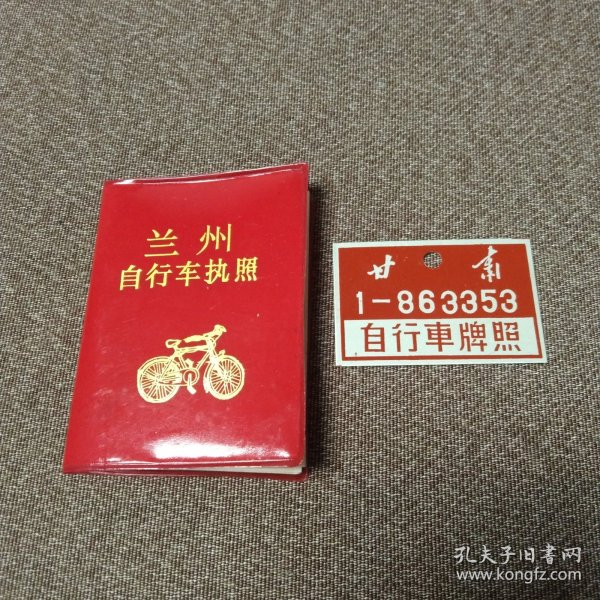 兰州
自行车执照
甘肃
1-863353
自行車牌照
孔夫子旧书网
www.kongfz.com